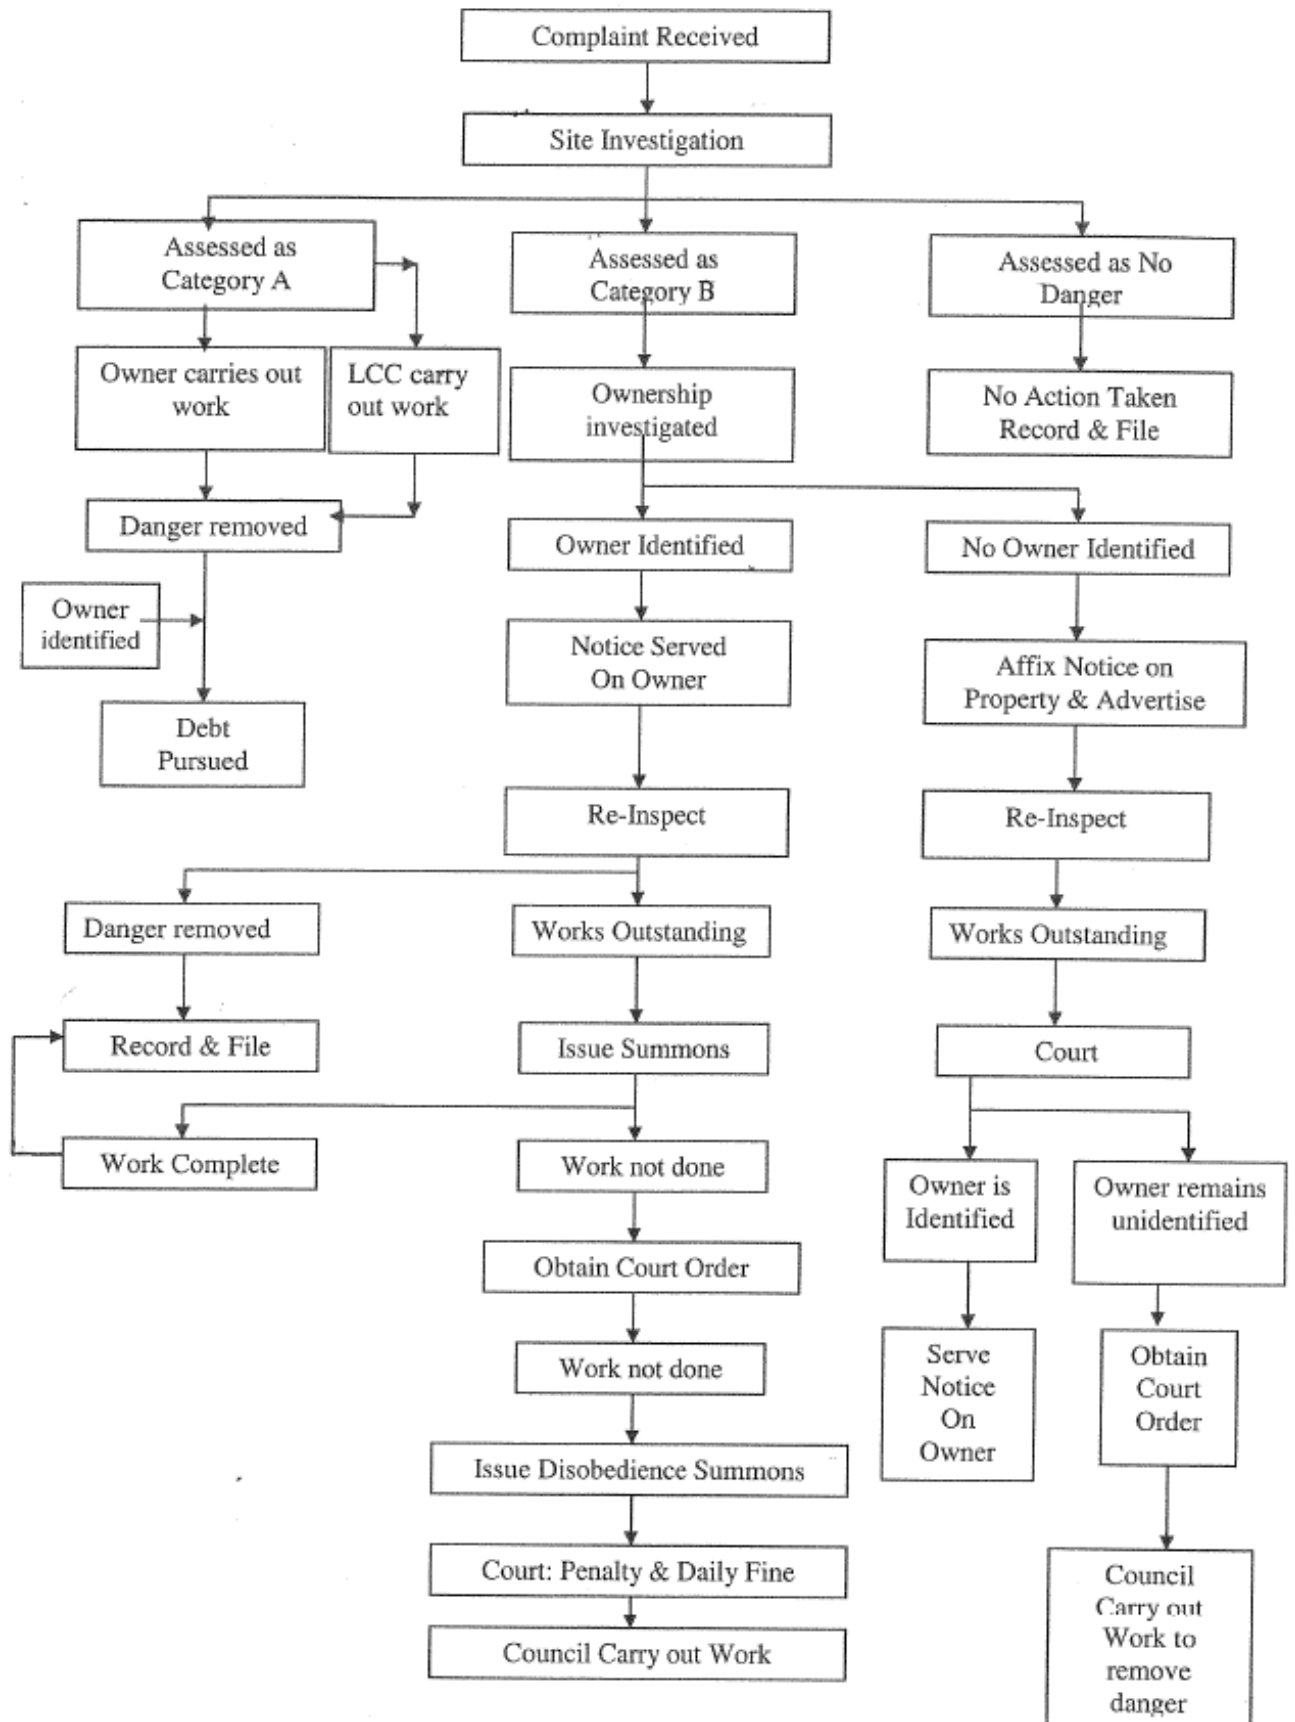 Complaint Received
Site Investigation
Assessed as
Category A
Assessed as
Category B
Assessed as No
Danger
Owner carries out
work
LCC carry
out work
Ownership
investigated
No Action Taken
Record & File
Danger removed
Owner Identified
No Owner Identified
Owner
identified
Notice Served
On Owner
Affix Notice on
Property & Advertise
Debt
Pursued
Re-Inspect
Re-Inspect
Danger removed
Works Outstanding
Works Outstanding
Record & File
Issue Summons
Court
Work Complete
Work not done
Owner is
Identified
Owner remains
unidentified
Obtain Court Order
Work not done
Serve
Notice
On
Owner
Obtain
Court
Order
Issue Disobedience Summons
Court: Penalty & Daily Fine
Council Carry out Work
Council
Carry out
Work to
remove
danger